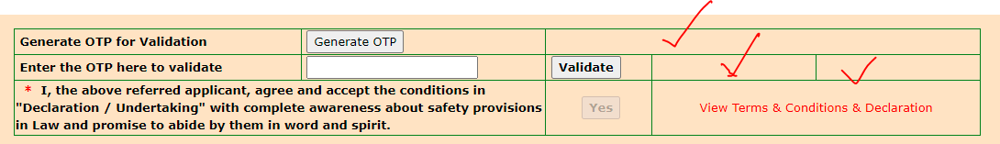 Generate OTP for Validation
Generate OTP
Enter the OTP here to validate
Validate
* I, the above referred applicant, agree and accept the conditions in
"Declaration / Undertaking" with complete awareness about safety provisions
in Law and promise to abide by them in word and spirit.
Yes
View Terms & Conditions & Declaration